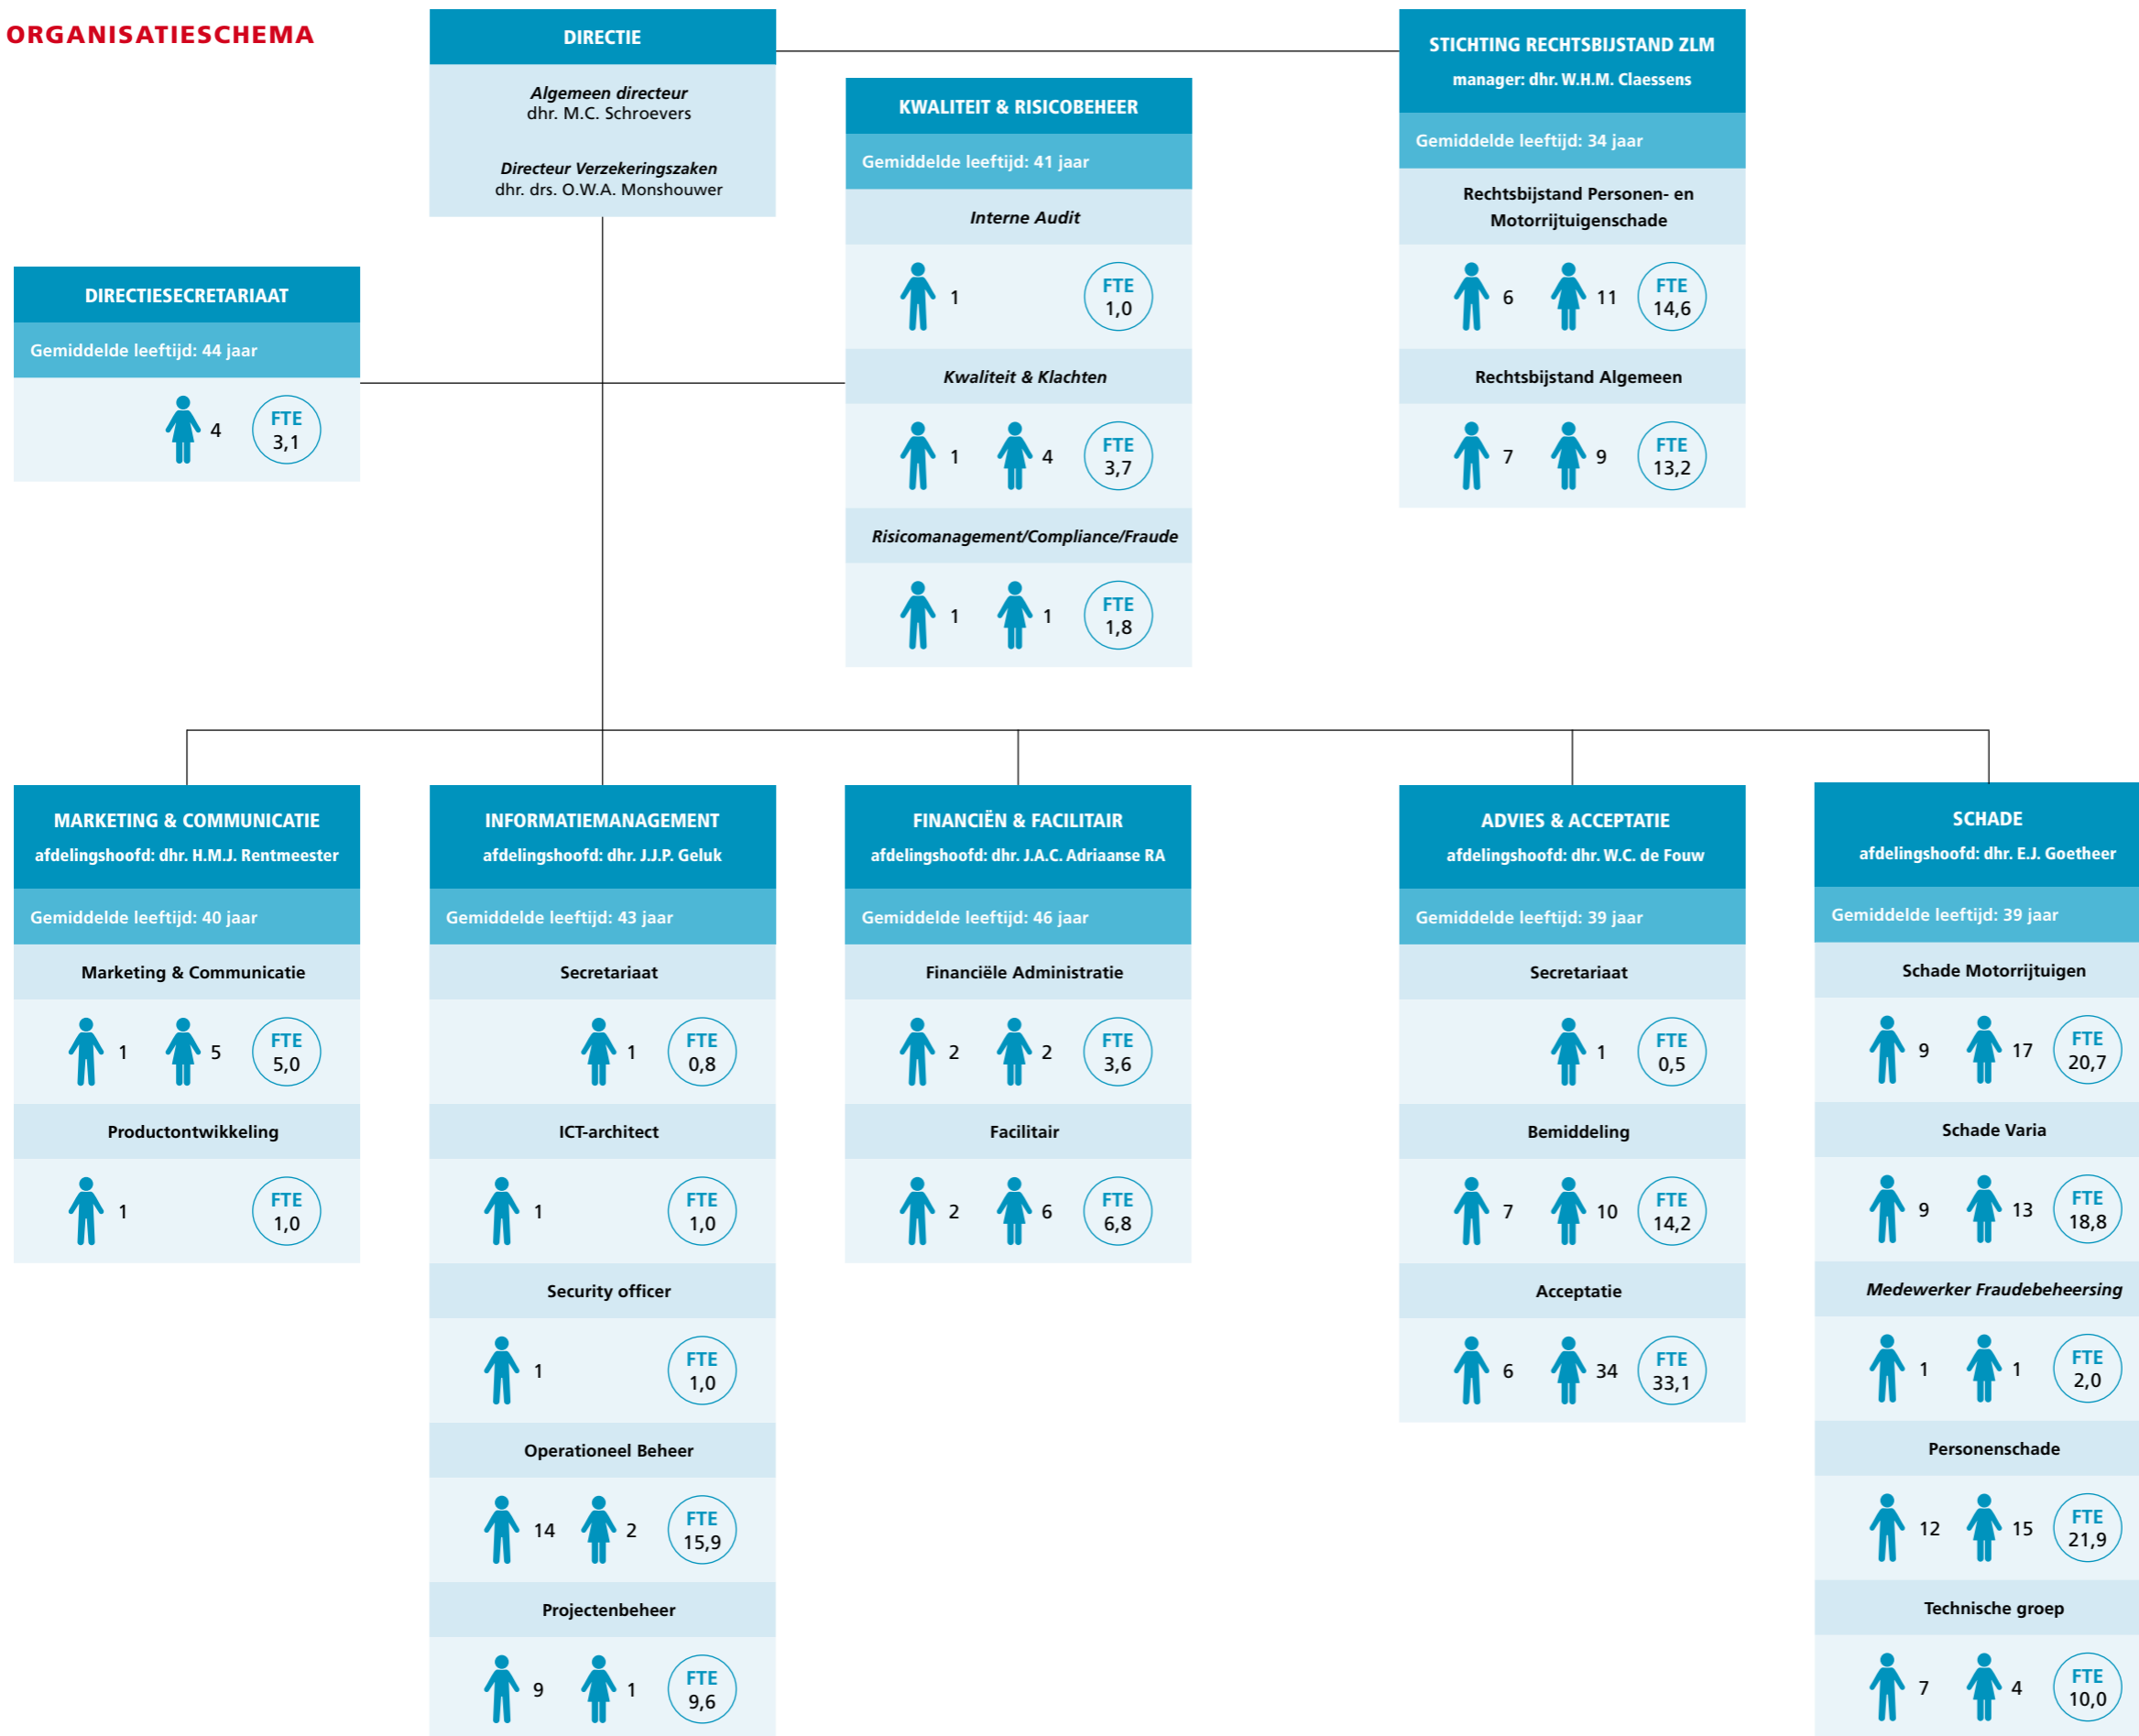 ORGANISATIESCHEMA
DIRECTIE
Algemeen directeur
dhr. M.C. Schroevers
Directeur Verzekeringszaken
dhr. drs. O.W.A. Monshouwer
STICHTING RECHTSBIJSTAND ZLM
manager: dhr. W.H.M. Claessens
Gemiddelde leeftijd: 34 jaar
Rechtsbijstand Personen- en
Motorrijtuigenschade
6 11 FTE
14,6
Rechtsbijstand Algemeen
7 9 FTE
13,2
KWALITEIT & RISICOBEHEER
Gemiddelde leeftijd: 41 jaar
Interne Audit
1 FTE
1,0
Kwaliteit & Klachten
1 4 FTE
3,7
Risicomanagement/Compliance/Fraude
1 1 FTE
1,8
DIRECTIESECRETARIAAT
Gemiddelde leeftijd: 44 jaar
4 FTE
3,1
MARKETING & COMMUNICATIE
afdelingshoofd: dhr. H.M.J. Rentmeester
Gemiddelde leeftijd: 40 jaar
Marketing & Communicatie
1 5 FTE
5,0
Productontwikkeling
1 FTE
1,0
INFORMATIEMANAGEMENT
afdelingshoofd: dhr. J.J.P. Geluk
Gemiddelde leeftijd: 43 jaar
Secretariaat
1 FTE
0,8
ICT-architect
1 FTE
1,0
Security officer
1 FTE
1,0
Operationeel Beheer
14 2 FTE
15,9
Projectenbeheer
9 1 FTE
9,6
FINANCIËN & FACILITAIR
afdelingshoofd: dhr. J.A.C. Adriaanse RA
Gemiddelde leeftijd: 46 jaar
Financiële Administratie
2 2 FTE
3,6
Facilitair
2 6 FTE
6,8
ADVIES & ACCEPTATIE
afdelingshoofd: dhr. W.C. de Fouw
Gemiddelde leeftijd: 39 jaar
Secretariaat
1 FTE
0,5
Bemiddeling
7 10 FTE
14,2
Acceptatie
6 34 FTE
33,1
SCHADE
afdelingshoofd: dhr. E.J. Goetheer
Gemiddelde leeftijd: 39 jaar
Schade Motorrijtuigen
9 17 FTE
20,7
Schade Varia
9 13 FTE
18,8
Medewerker Fraudebeheersing
1 1 FTE
2,0
Personenschade
12 15 FTE
21,9
Technische groep
7 4 FTE
10,0